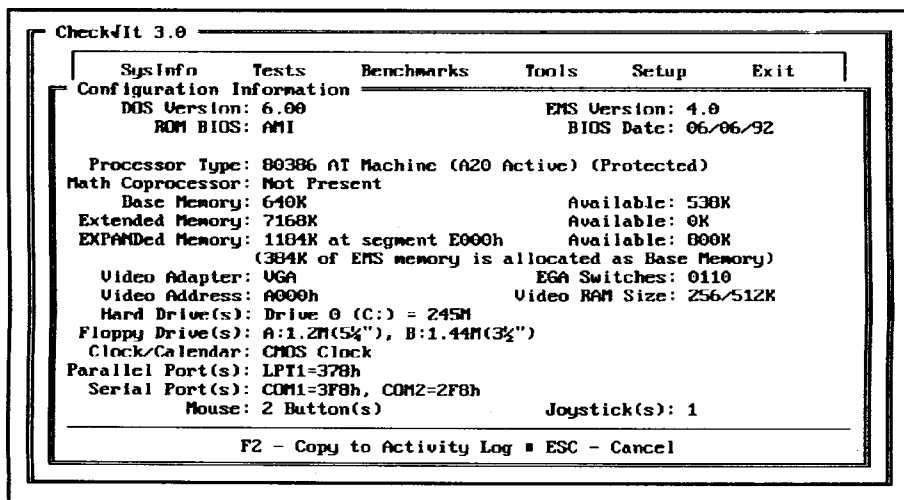 Check√It 3.0
SysInfo Tests Benchmarks Tools Setup Exit
Configuration Information
DOS Version: 6.00 EMS Version: 4.0
ROM BIOS: AMI BIOS Date: 06/06/92
Processor Type: 80386 AT Machine (A20 Active) (Protected)
Math Coprocessor: Not Present
Base Memory: 640K Available: 538K
Extended Memory: 7168K Available: 0K
EXPANDed Memory: 1184K at segment E000h Available: 800K
(384K of EMS memory is allocated as Base Memory)
Video Adapter: VGA EGA Switches: 0110
Video Address: A000h Video RAM Size: 256/512K
Hard Drive(s): Drive 0 (C:) = 245M
Floppy Drive(s): A:1.2M(5¼"), B:1.44M(3½")
Clock/Calendar: CMOS Clock
Parallel Port(s): LPT1=378h
Serial Port(s): COM1=3F8h, COM2=2F8h
Mouse: 2 Button(s) Joystick(s): 1
F2 - Copy to Activity Log ■ ESC - Cancel